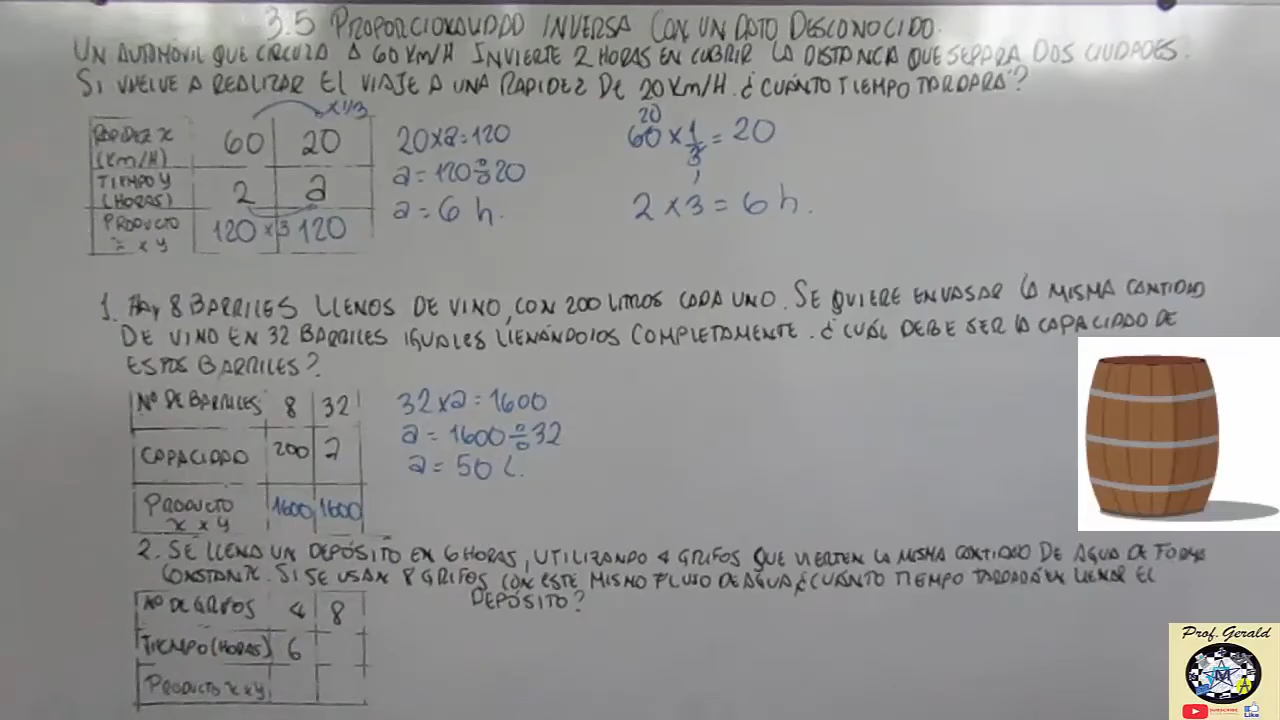 3.5 PROPORCIONALIDAD INVERSA CON UN DATO DESCONOCIDO.
UN AUTOMÓVIL QUE CIRCULA A 60 KM/H INVIERTE 2 HORAS EN CUBRIR LA DISTANCIA QUE SEPARA DOS CIUDADES.
SI VUELVE A REALIZAR EL VIAJE A UNA RAPIDEZ DE 20 KM/H. ¿CUÁNTO TIEMPO TARDARÁ?
x 1/3
RAPIDEZ X (KM/H) 60 20
TIEMPO Y (HORAS) 2 a
x 3
PRODUCTO X x Y 120 120
20 x a = 120
a = 120 ÷ 20
a = 6 h.
20
60 x 1/3 = 20
1
2 x 3 = 6 h.
1. HAY 8 BARRILES LLENOS DE VINO, CON 200 LITROS CADA UNO. SE QUIERE ENVASAR LA MISMA CANTIDAD
DE VINO EN 32 BARRILES IGUALES LLENÁNDOLOS COMPLETAMENTE. ¿CUÁL DEBE SER LA CAPACIDAD DE
ESTOS BARRILES?
Nº DE BARRILES 8 32
CAPACIDAD 200 a
PRODUCTO X x Y 1600 1600
32 x a = 1600
a = 1600 ÷ 32
a = 50 L.
2. SE LLENA UN DEPÓSITO EN 6 HORAS, UTILIZANDO 4 GRIFOS QUE VIERTEN LA MISMA CANTIDAD DE AGUA DE FORMA
CONSTANTE. SI SE USAN 8 GRIFOS CON ESTE MISMO FLUJO DE AGUA ¿CUÁNTO TIEMPO TARDARÁ EN LLENAR EL
DEPÓSITO?
Nº DE GRIFOS 4 8
TIEMPO (HORAS) 6
PRODUCTO X x Y
Prof. Gerald
M
A
SUBSCRIBE
Like